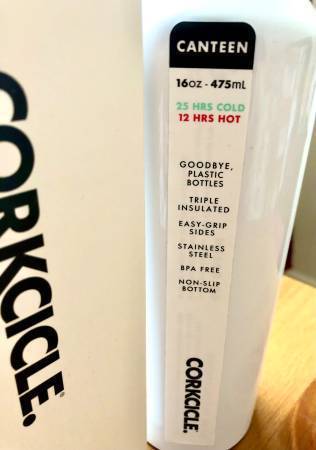 CORKCICLE.®
CANTEEN
16oz - 475mL
25 HRS COLD
12 HRS HOT
GOODBYE,
PLASTIC
BOTTLES
TRIPLE
INSULATED
EASY-GRIP
SIDES
STAINLESS
STEEL
BPA FREE
NON-SLIP
BOTTOM
CORKCICLE.